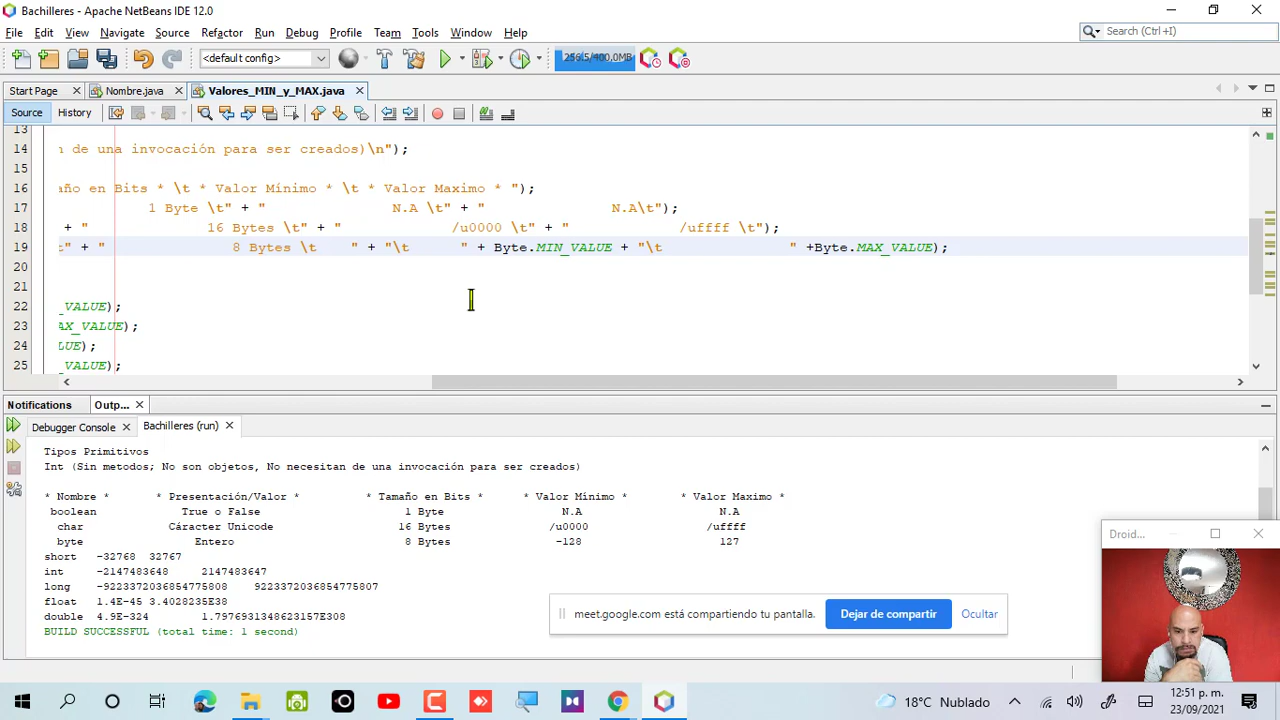 Bachilleres - Apache NetBeans IDE 12.0
File Edit View Navigate Source Refactor Run Debug Profile Team Tools Window Help
Search (Ctrl+I)
<default config>
256.5/400,0MB
Start Page Nombre.java Valores_MIN_y_MAX.java
Source History
13
14 n de una invocación para ser creados)\n");
15
16 año en Bits * \t * Valor Mínimo * \t * Valor Maximo * ");
17 1 Byte \t" + " N.A \t" + " N.A\t");
18 + " 16 Bytes \t" + " /u0000 \t" + " /uffff \t");
19 t" + " 8 Bytes \t " + "\t " + Byte.MIN_VALUE + "\t " +Byte.MAX_VALUE);
20
21
22 _VALUE);
23 AX_VALUE);
24 LUE);
25 _VALUE);
Notifications Outp...
Debugger Console Bachilleres (run)
Tipos Primitivos
Int (Sin metodos; No son objetos, No necesitan de una invocación para ser creados)
* Nombre * * Presentación/Valor * * Tamaño en Bits * * Valor Mínimo * * Valor Maximo *
boolean True o False 1 Byte N.A N.A
char Cáracter Unicode 16 Bytes /u0000 /uffff
byte Entero 8 Bytes -128 127
short -32768 32767
int -2147483648 2147483647
long -9223372036854775808 9223372036854775807
float 1.4E-45 3.4028235E38
double 4.9E-324 1.7976931348623157E308
BUILD SUCCESSFUL (total time: 1 second)
Droid...
meet.google.com está compartiendo tu pantalla. Dejar de compartir Ocultar
18°C Nublado
12:51 p. m.
23/09/2021